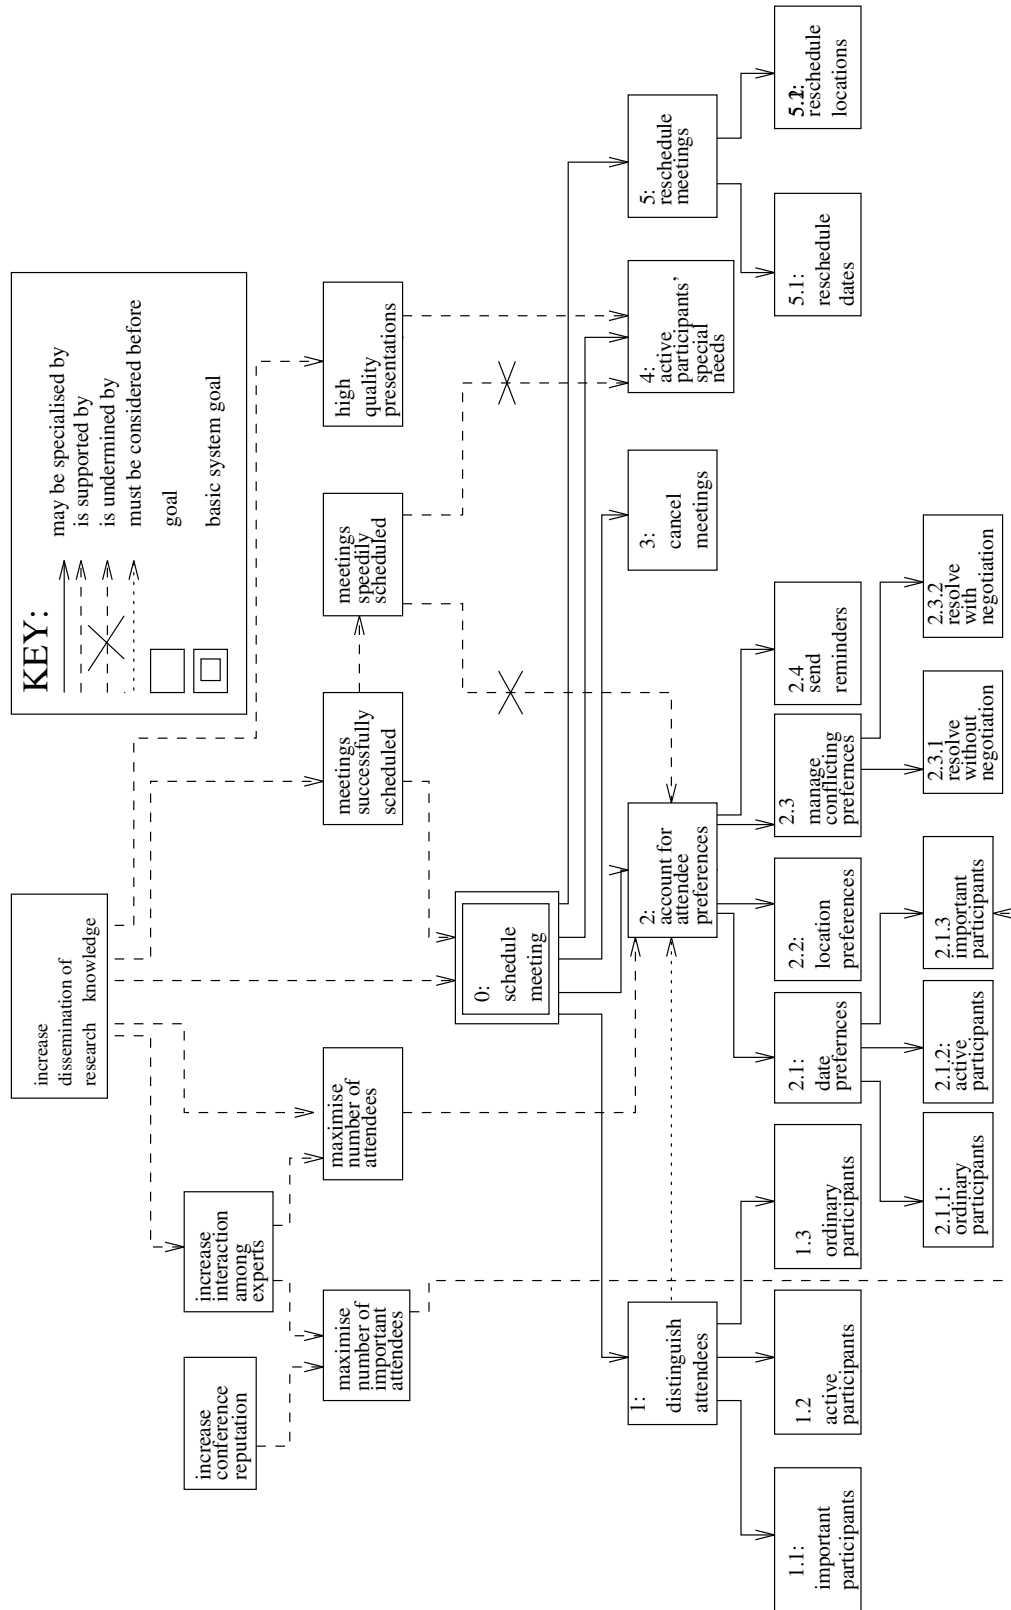 KEY:
may be specialised by
is supported by
is undermined by
must be considered before
goal
basic system goal
increase
dissemination of
research knowledge
increase
conference
reputation
increase
interaction
among
experts
maximise
number of
important
attendees
maximise
number of
attendees
meetings
successfully
scheduled
meetings
speedily
scheduled
high
quality
presentations
0:
schedule
meeting
1:
distinguish
attendees
2:
account for
attendee
preferences
3:
cancel
meetings
4:
active
participants'
special
needs
5:
reschedule
meetings
1.1:
important
participants
1.2
active
participants
1.3
ordinary
participants
2.1:
date
prefernces
2.2:
location
preferences
2.3
manage
conflicting
prefernces
2.4
send
reminders
5.1:
reschedule
dates
reschedule
locations
2.1.1:
ordinary
participants
2.1.2:
active
participants
2.1.3
important
participants
2.3.1
resolve
without
negotiation
2.3.2
resolve
with
negotiation